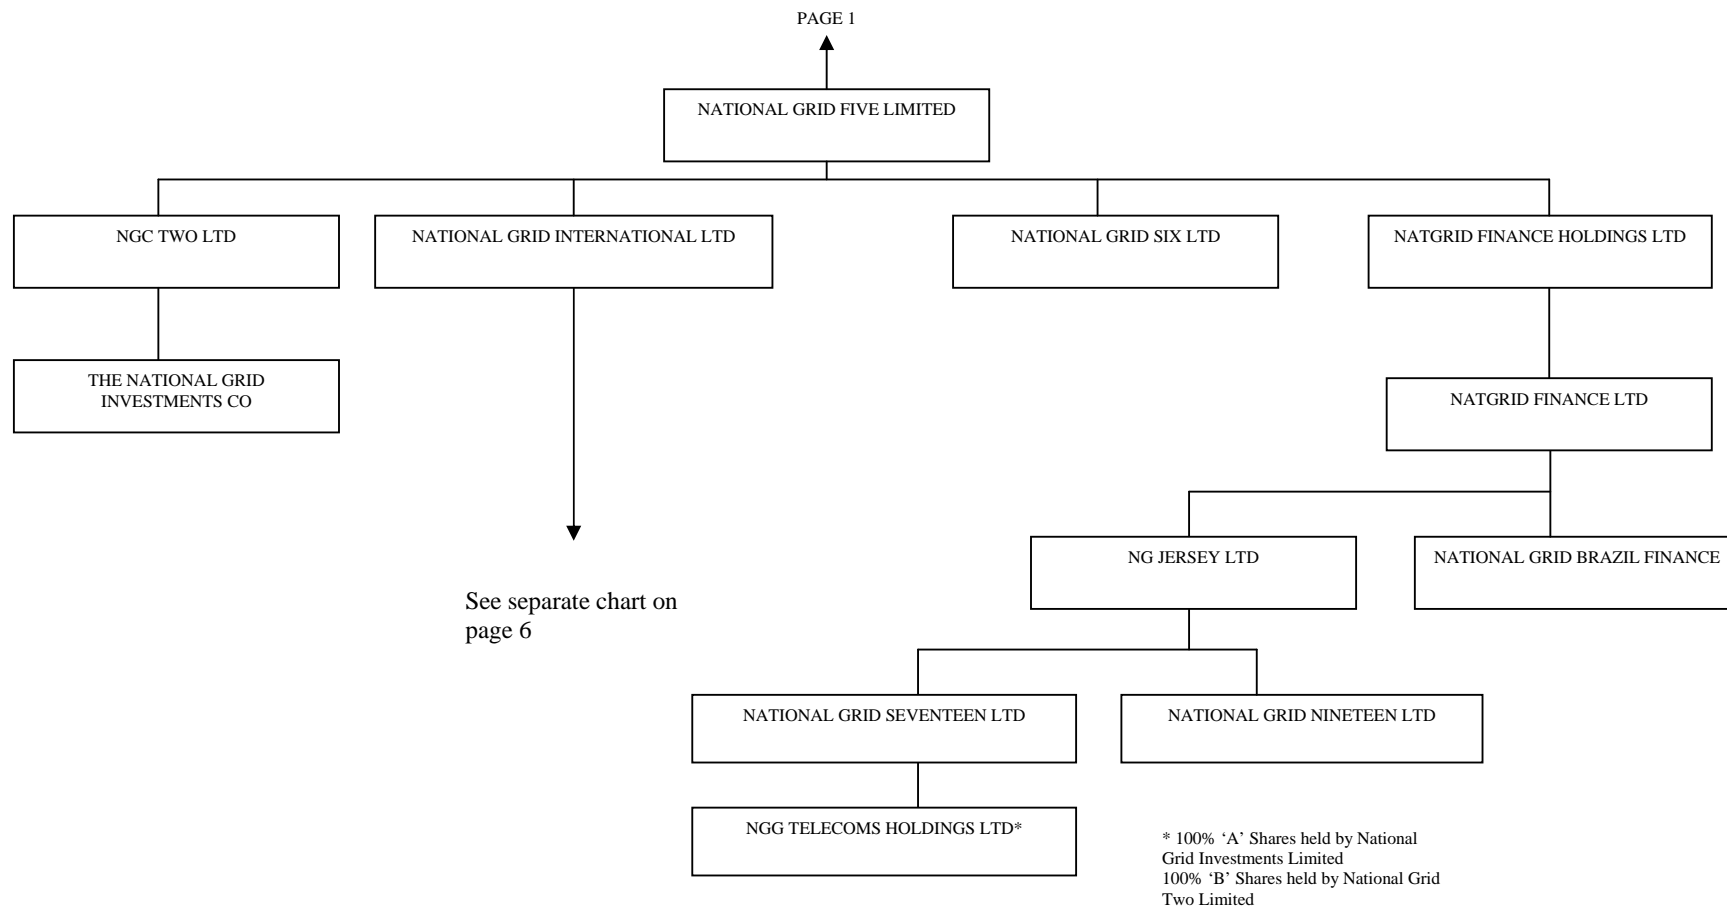 PAGE 1
NATIONAL GRID FIVE LIMITED
NGC TWO LTD
NATIONAL GRID INTERNATIONAL LTD
NATIONAL GRID SIX LTD
NATGRID FINANCE HOLDINGS LTD
THE NATIONAL GRID
INVESTMENTS CO
NATGRID FINANCE LTD
NG JERSEY LTD
NATIONAL GRID BRAZIL FINANCE
See separate chart on
page 6
NATIONAL GRID SEVENTEEN LTD
NATIONAL GRID NINETEEN LTD
NGG TELECOMS HOLDINGS LTD*
* 100% ‘A’ Shares held by National
Grid Investments Limited
100% ‘B’ Shares held by National Grid
Two Limited